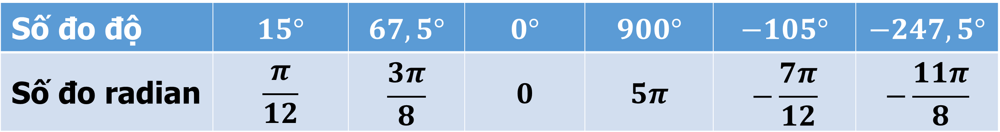 Số đo độ 15° 67,5° 0° 900° −105° −247,5°
Số đo radian π/12 3π/8 0 5π −7π/12 −11π/8